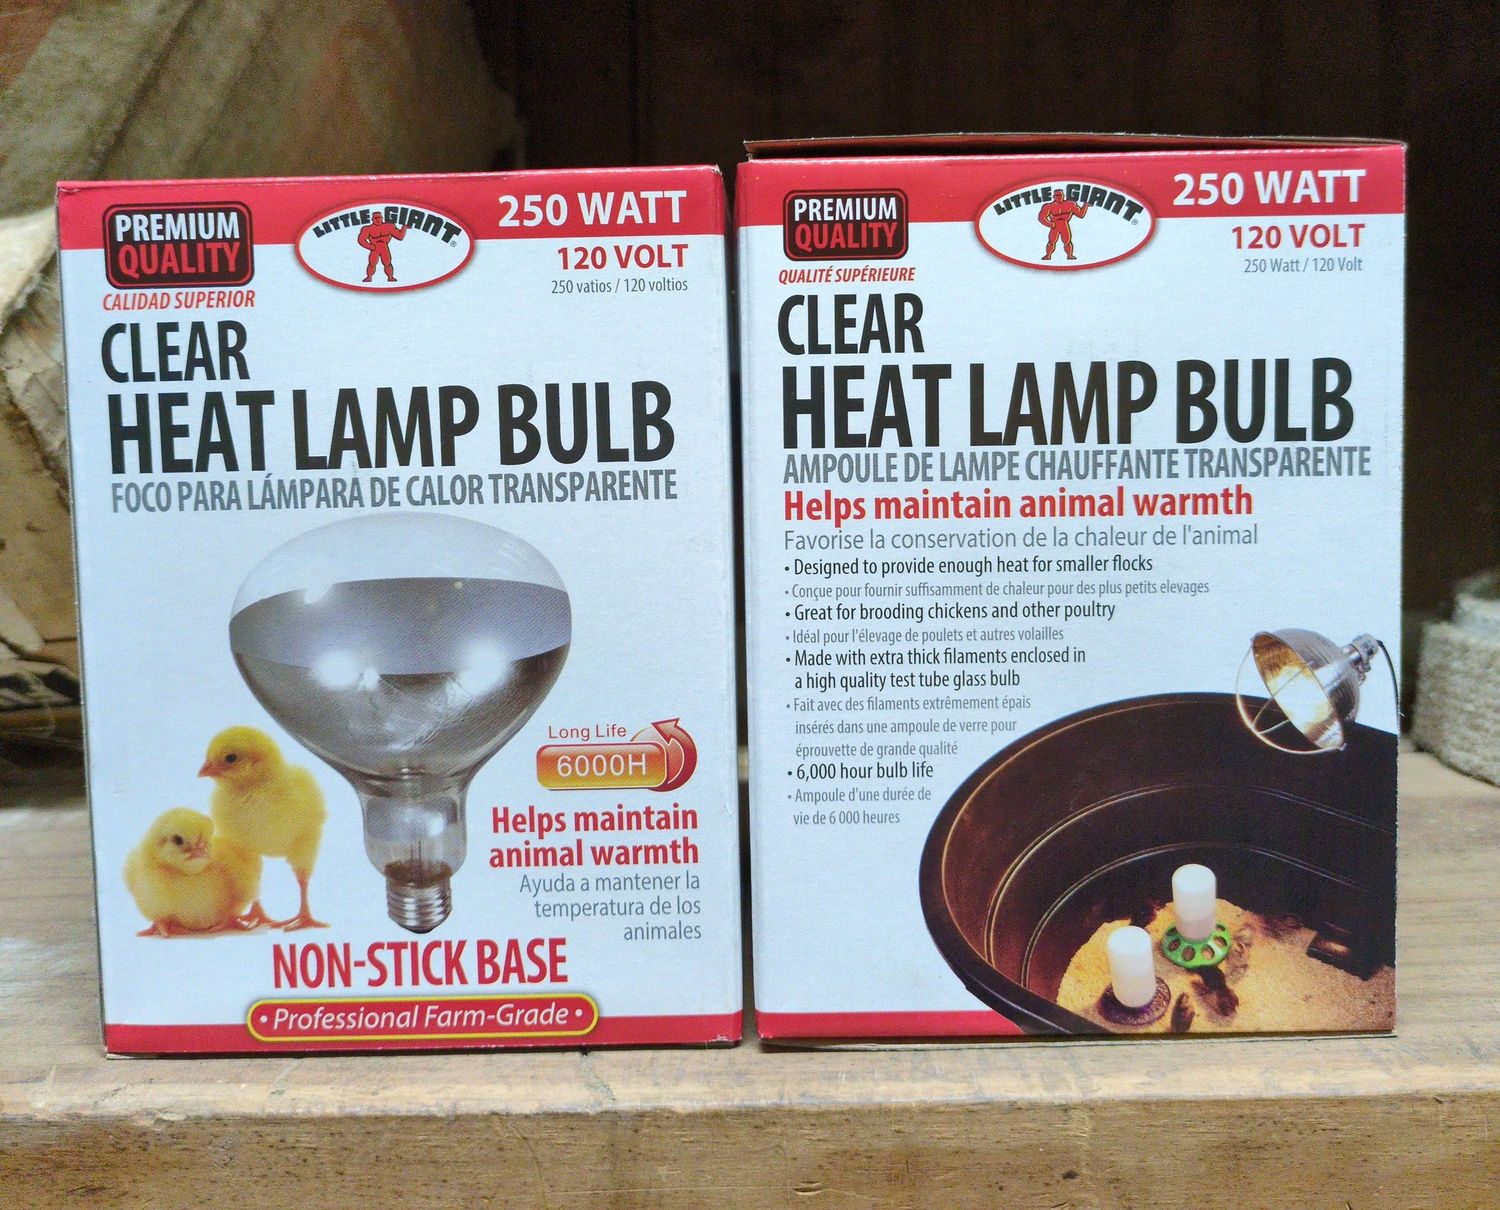 PREMIUM
QUALITY
CALIDAD SUPERIOR
LITTLE GIANT®
250 WATT
120 VOLT
250 vatios / 120 voltios
CLEAR
HEAT LAMP BULB
FOCO PARA LÁMPARA DE CALOR TRANSPARENTE
Long Life
6000H
Helps maintain
animal warmth
Ayuda a mantener la
temperatura de los
animales
NON-STICK BASE
• Professional Farm-Grade •
PREMIUM
QUALITY
QUALITÉ SUPÉRIEURE
LITTLE GIANT®
250 WATT
120 VOLT
250 Watt / 120 Volt
CLEAR
HEAT LAMP BULB
AMPOULE DE LAMPE CHAUFFANTE TRANSPARENTE
Helps maintain animal warmth
Favorise la conservation de la chaleur de l'animal
• Designed to provide enough heat for smaller flocks
• Conçue pour fournir suffisamment de chaleur pour des plus petits elevages
• Great for brooding chickens and other poultry
• Idéal pour l'élevage de poulets et autres volailles
• Made with extra thick filaments enclosed in
a high quality test tube glass bulb
• Fait avec des filaments extrêmement épais
insérés dans une ampoule de verre pour
éprouvette de grande qualité
• 6,000 hour bulb life
• Ampoule d'une durée de
vie de 6 000 heures